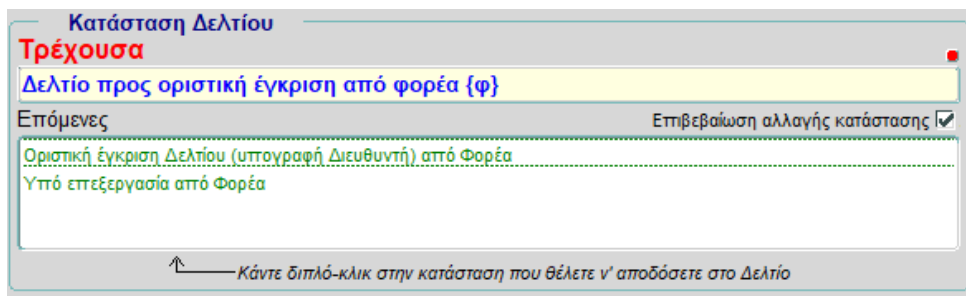 Κατάσταση Δελτίου
Τρέχουσα
Δελτίο προς οριστική έγκριση από φορέα {φ}
Επόμενες Επιβεβαίωση αλλαγής κατάστασης
Οριστική έγκριση Δελτίου (υπογραφή Διευθυντή) από Φορέα
Υπό επεξεργασία από Φορέα
Κάντε διπλό-κλικ στην κατάσταση που θέλετε ν' αποδόσετε στο Δελτίο